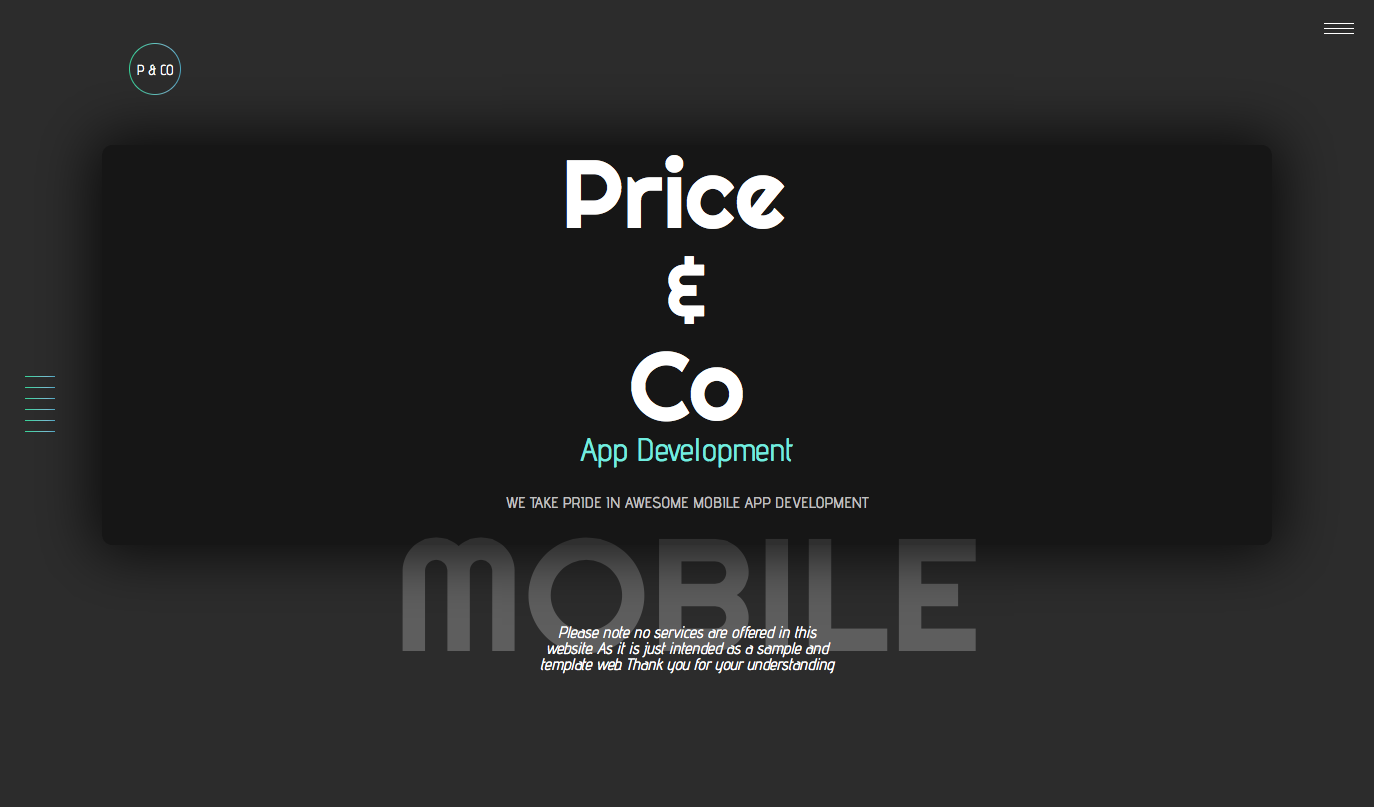 P & CO
Price
&
Co
App Development
WE TAKE PRIDE IN AWESOME MOBILE APP DEVELOPMENT
MOBILE
Please note no services are offered in this
website. As it is just intended as a sample and
template web. Thank you for your understanding